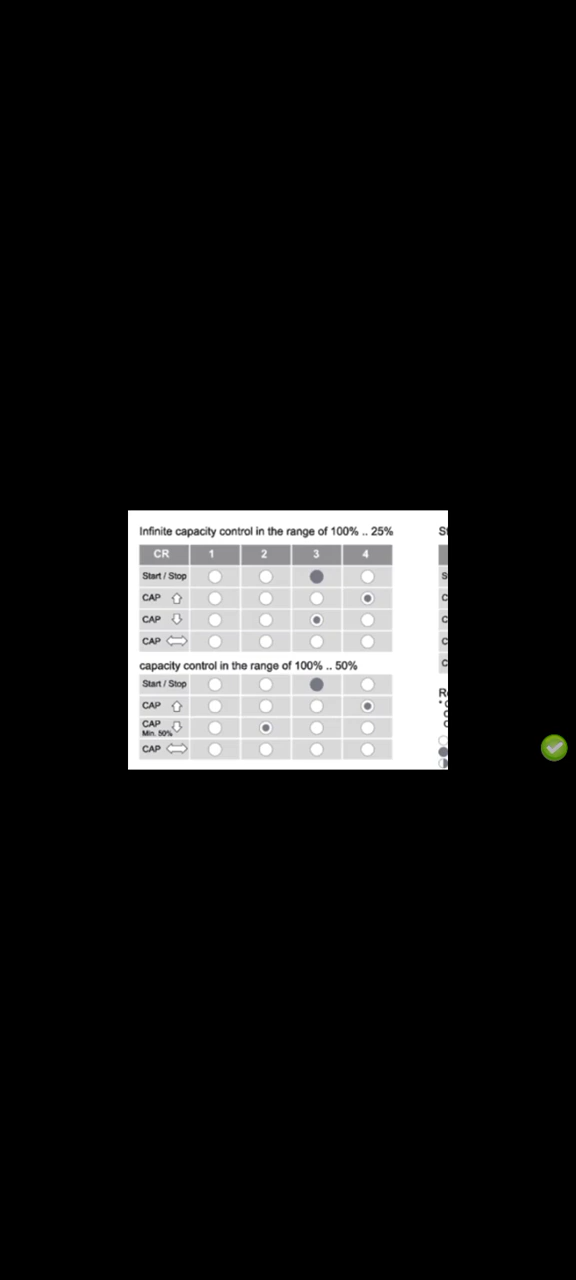 Infinite capacity control in the range of 100% .. 25%
CR 1 2 3 4
Start / Stop
CAP
CAP
CAP
capacity control in the range of 100% .. 50%
Start / Stop
CAP
CAP
Min. 50%
CAP